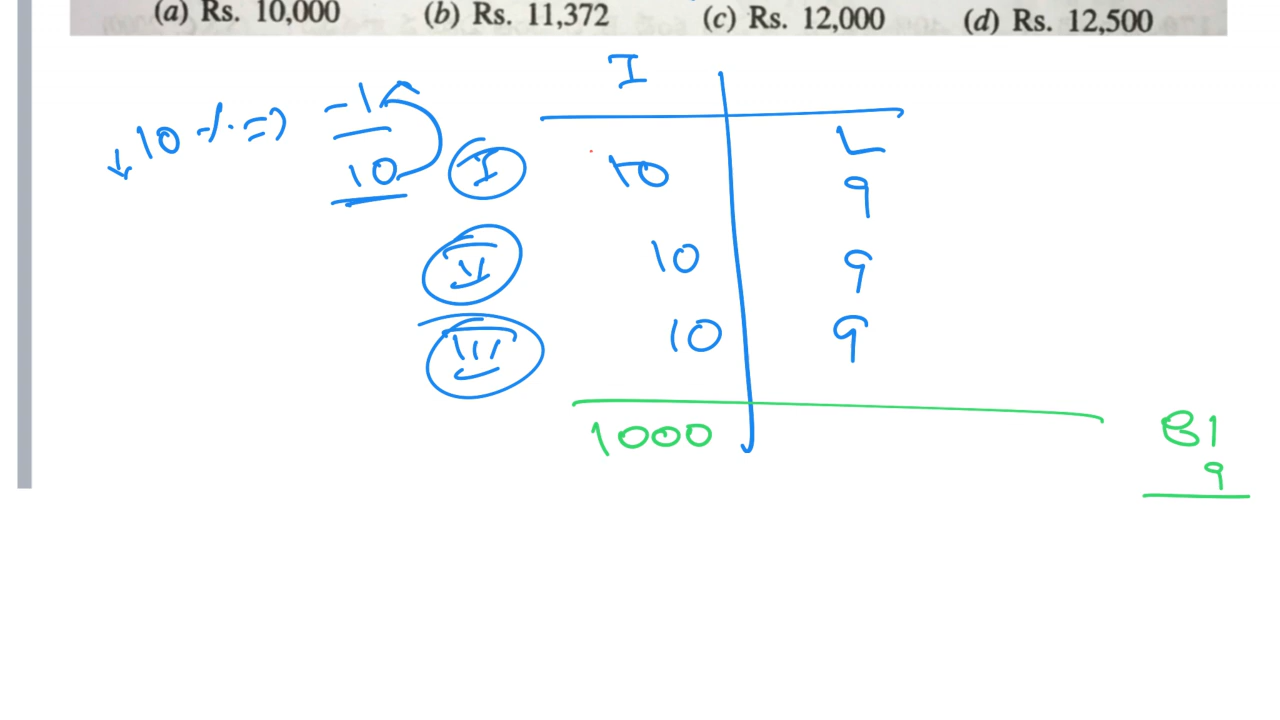 (a) Rs. 10,000 (b) Rs. 11,372 (c) Rs. 12,000 (d) Rs. 12,500
I
L
↓ 10 % ⇒ -1/10
I 10 9
II 10 9
III 10 9
1000
81
9